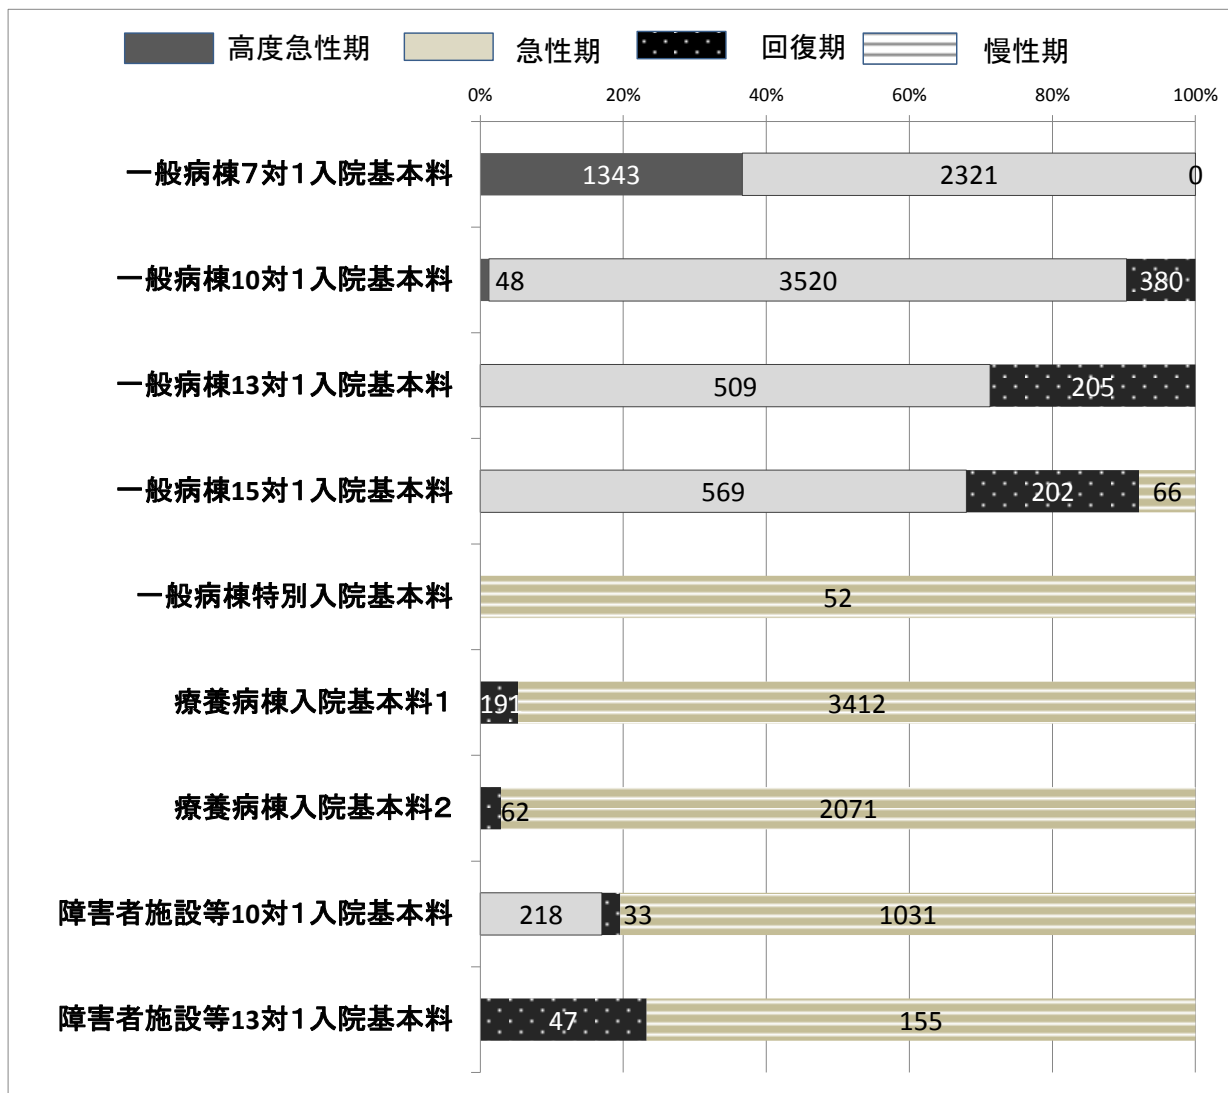 高度急性期 急性期 回復期 慢性期
0% 20% 40% 60% 80% 100%
一般病棟７対１入院基本料 1343 2321 0
一般病棟10対１入院基本料 48 3520 380
一般病棟13対１入院基本料 509 205
一般病棟15対１入院基本料 569 202 66
一般病棟特別入院基本料 52
療養病棟入院基本料１ 191 3412
療養病棟入院基本料２ 62 2071
障害者施設等10対１入院基本料 218 33 1031
障害者施設等13対１入院基本料 47 155